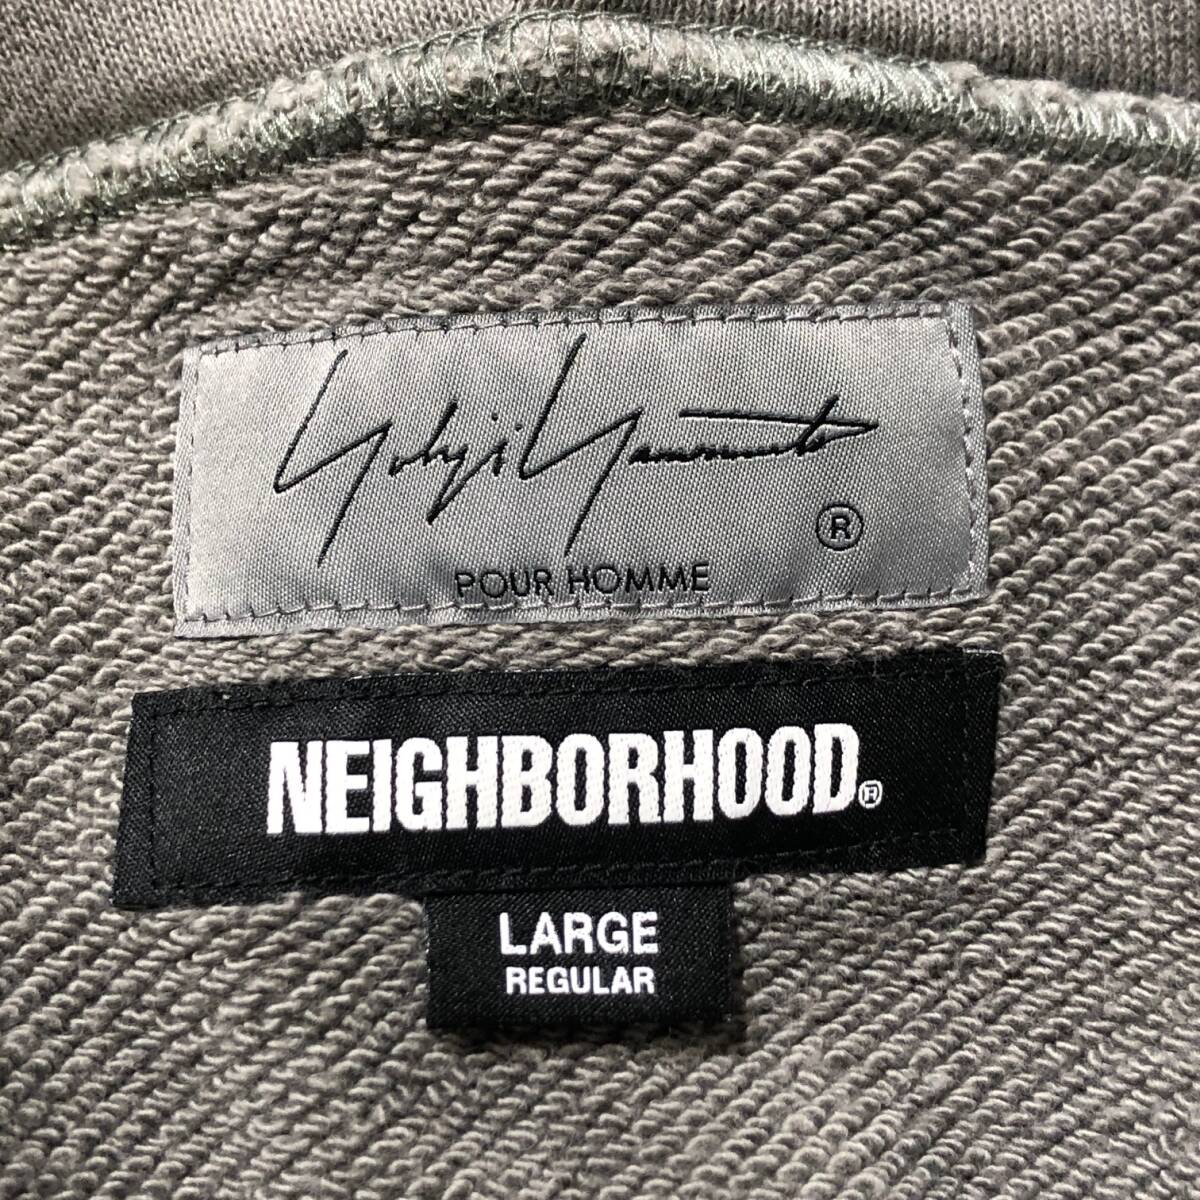 Yohji Yamamoto
®
POUR HOMME
NEIGHBORHOOD®
LARGE
REGULAR